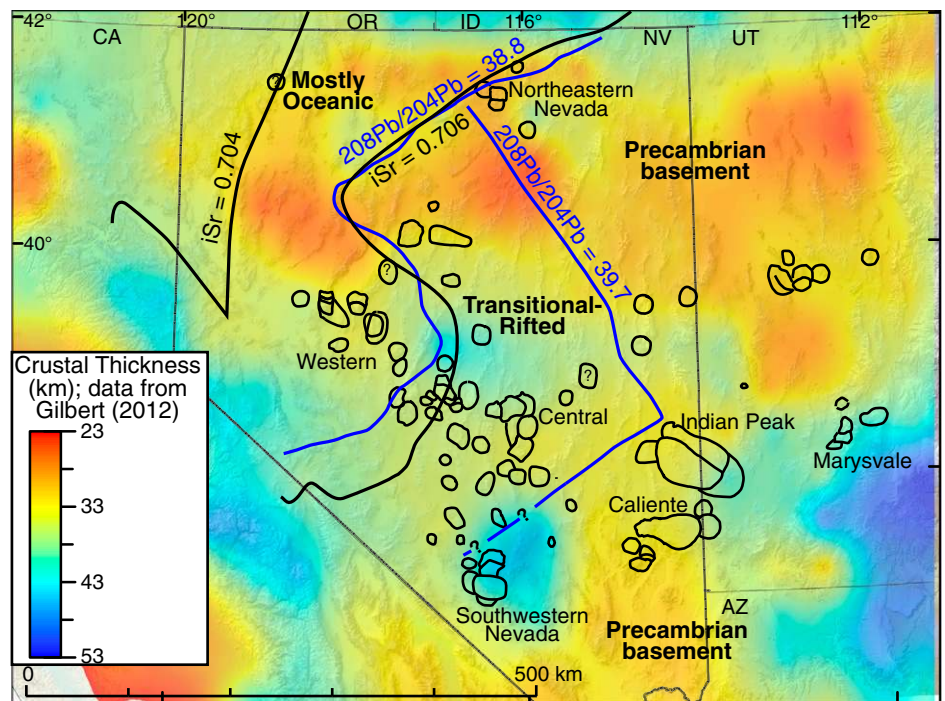 42°
120°
OR
ID
116°
112°
CA
NV
UT
?
Mostly
Oceanic
208Pb/204Pb = 38.8
Northeastern
Nevada
iSr = 0.704
iSr = 0.706
208Pb/204Pb = 39.7
Precambrian
basement
40°
?
Transitional-
Rifted
Western
?
Crustal Thickness
(km); data from
Gilbert (2012)
23
33
43
53
Central
Indian Peak
Marysvale
Caliente
?
?
Southwestern
Nevada
AZ
Precambrian
basement
0
500 km